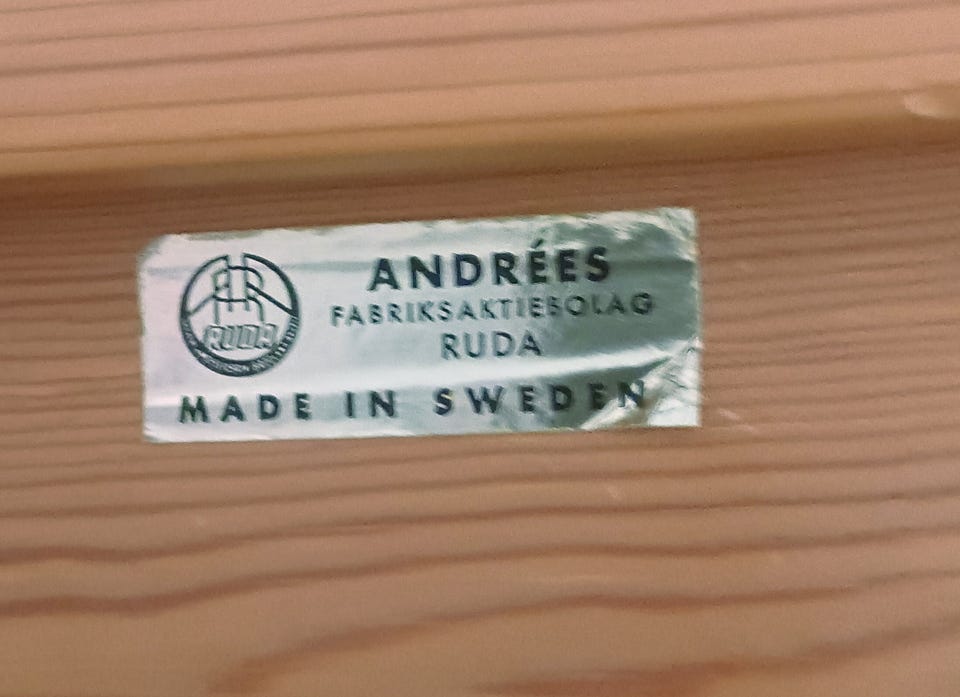 ANDRÉES
FABRIKSAKTIEBOLAG
RUDA
RUDA
MADE IN SWEDEN